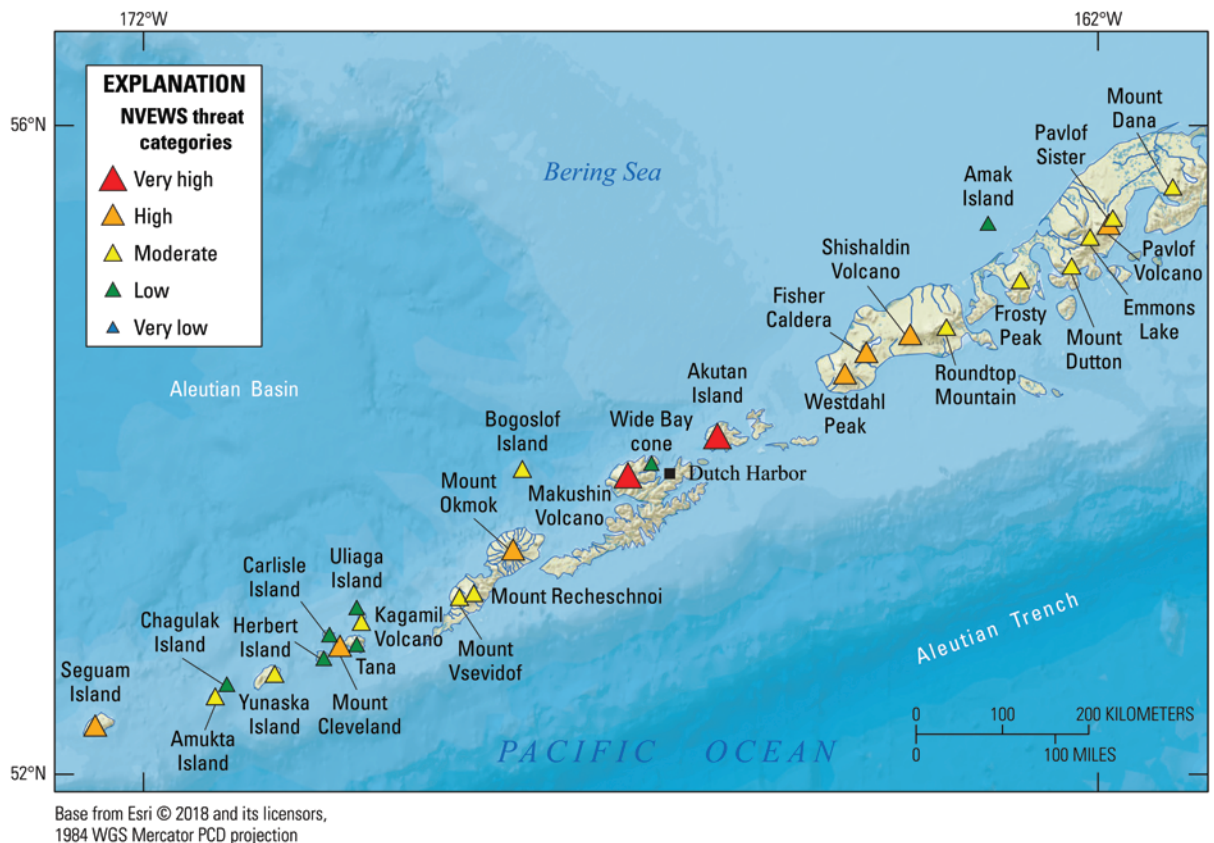 172°W
162°W
56°N
52°N
EXPLANATION
NVEWS threat
categories
Very high
High
Moderate
Low
Very low
Bering Sea
Aleutian Basin
Mount
Dana
Pavlof
Sister
Amak
Island
Shishaldin
Volcano
Pavlof
Volcano
Fisher
Caldera
Emmons
Lake
Frosty
Peak
Mount
Dutton
Roundtop
Mountain
Westdahl
Peak
Akutan
Island
Wide Bay
cone
Bogoslof
Island
Dutch Harbor
Makushin
Volcano
Mount
Okmok
Carlisle
Island
Uliaga
Island
Mount Recheschnoi
Kagamil
Volcano
Chagulak
Island
Herbert
Island
Tana
Mount
Vsevidof
Seguam
Island
Yunaska
Island
Mount
Cleveland
Amukta
Island
Aleutian Trench
PACIFIC OCEAN
0 100 200 KILOMETERS
0 100 MILES
Base from Esri © 2018 and its licensors,
1984 WGS Mercator PCD projection